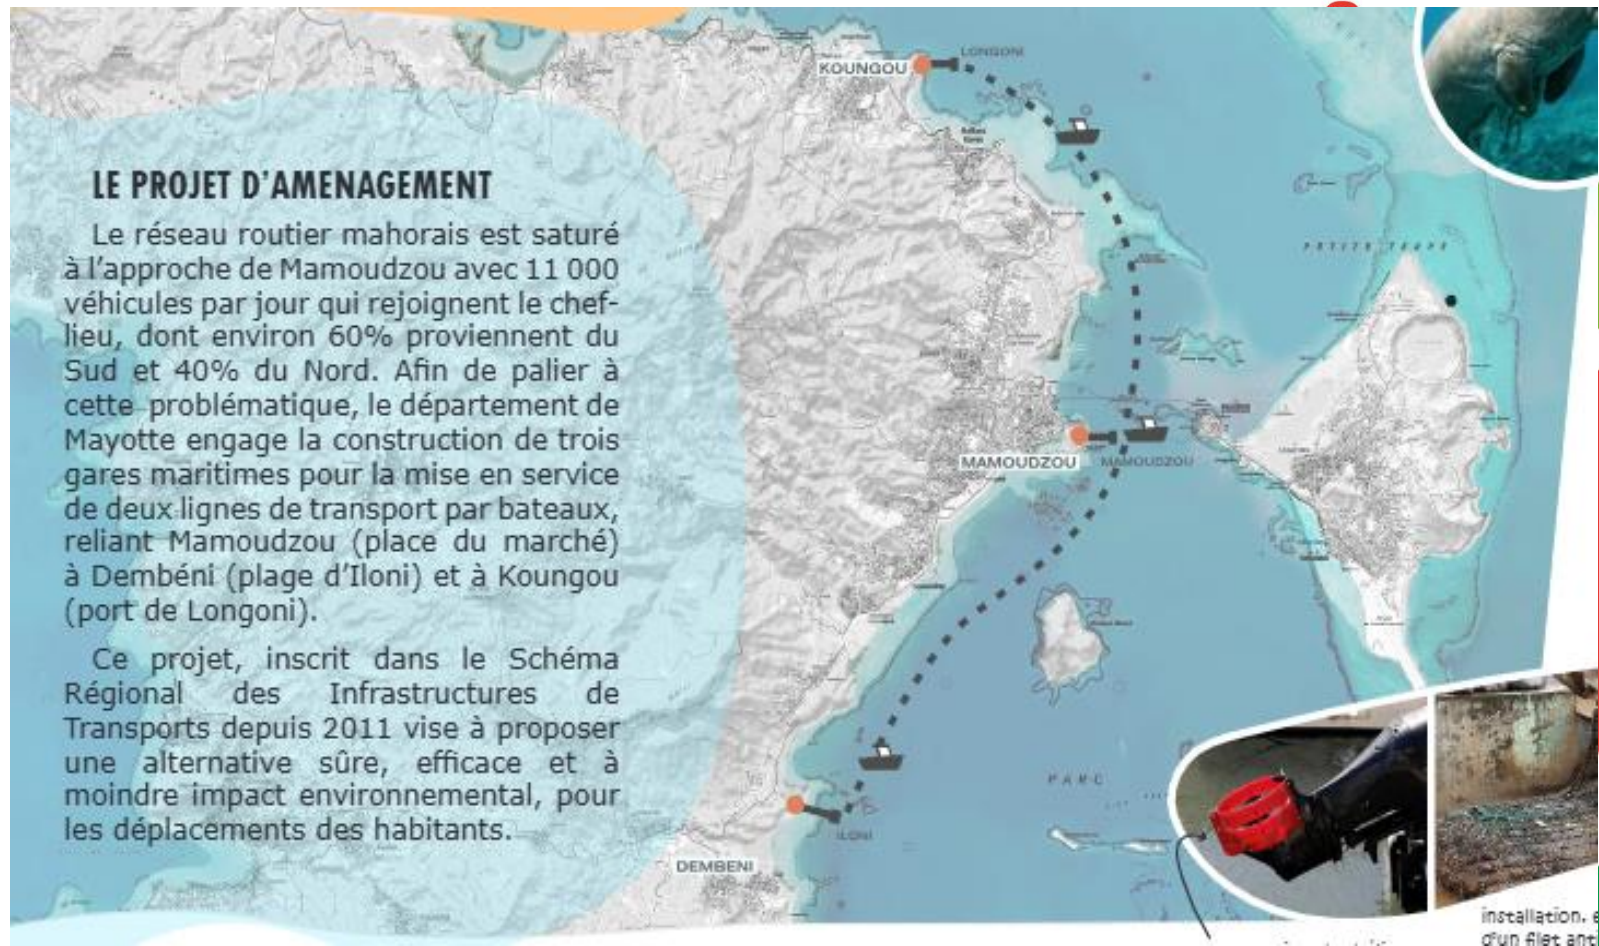 LE PROJET D'AMENAGEMENT
Le réseau routier mahorais est saturé
à l'approche de Mamoudzou avec 11 000
véhicules par jour qui rejoignent le chef-
lieu, dont environ 60% proviennent du
Sud et 40% du Nord. Afin de palier à
cette problématique, le département de
Mayotte engage la construction de trois
gares maritimes pour la mise en service
de deux lignes de transport par bateaux,
reliant Mamoudzou (place du marché)
à Dembéni (plage d'Iloni) et à Koungou
(port de Longoni).
Ce projet, inscrit dans le Schéma
Régional des Infrastructures de
Transports depuis 2011 vise à proposer
une alternative sûre, efficace et à
moindre impact environnemental, pour
les déplacements des habitants.
LONGONI
KOUNGOU
PETITE TERRE
MAMOUDZOU
MAMOUDZOU
PARC
ILONI
DEMBENI
installation, e
d'un filet ant